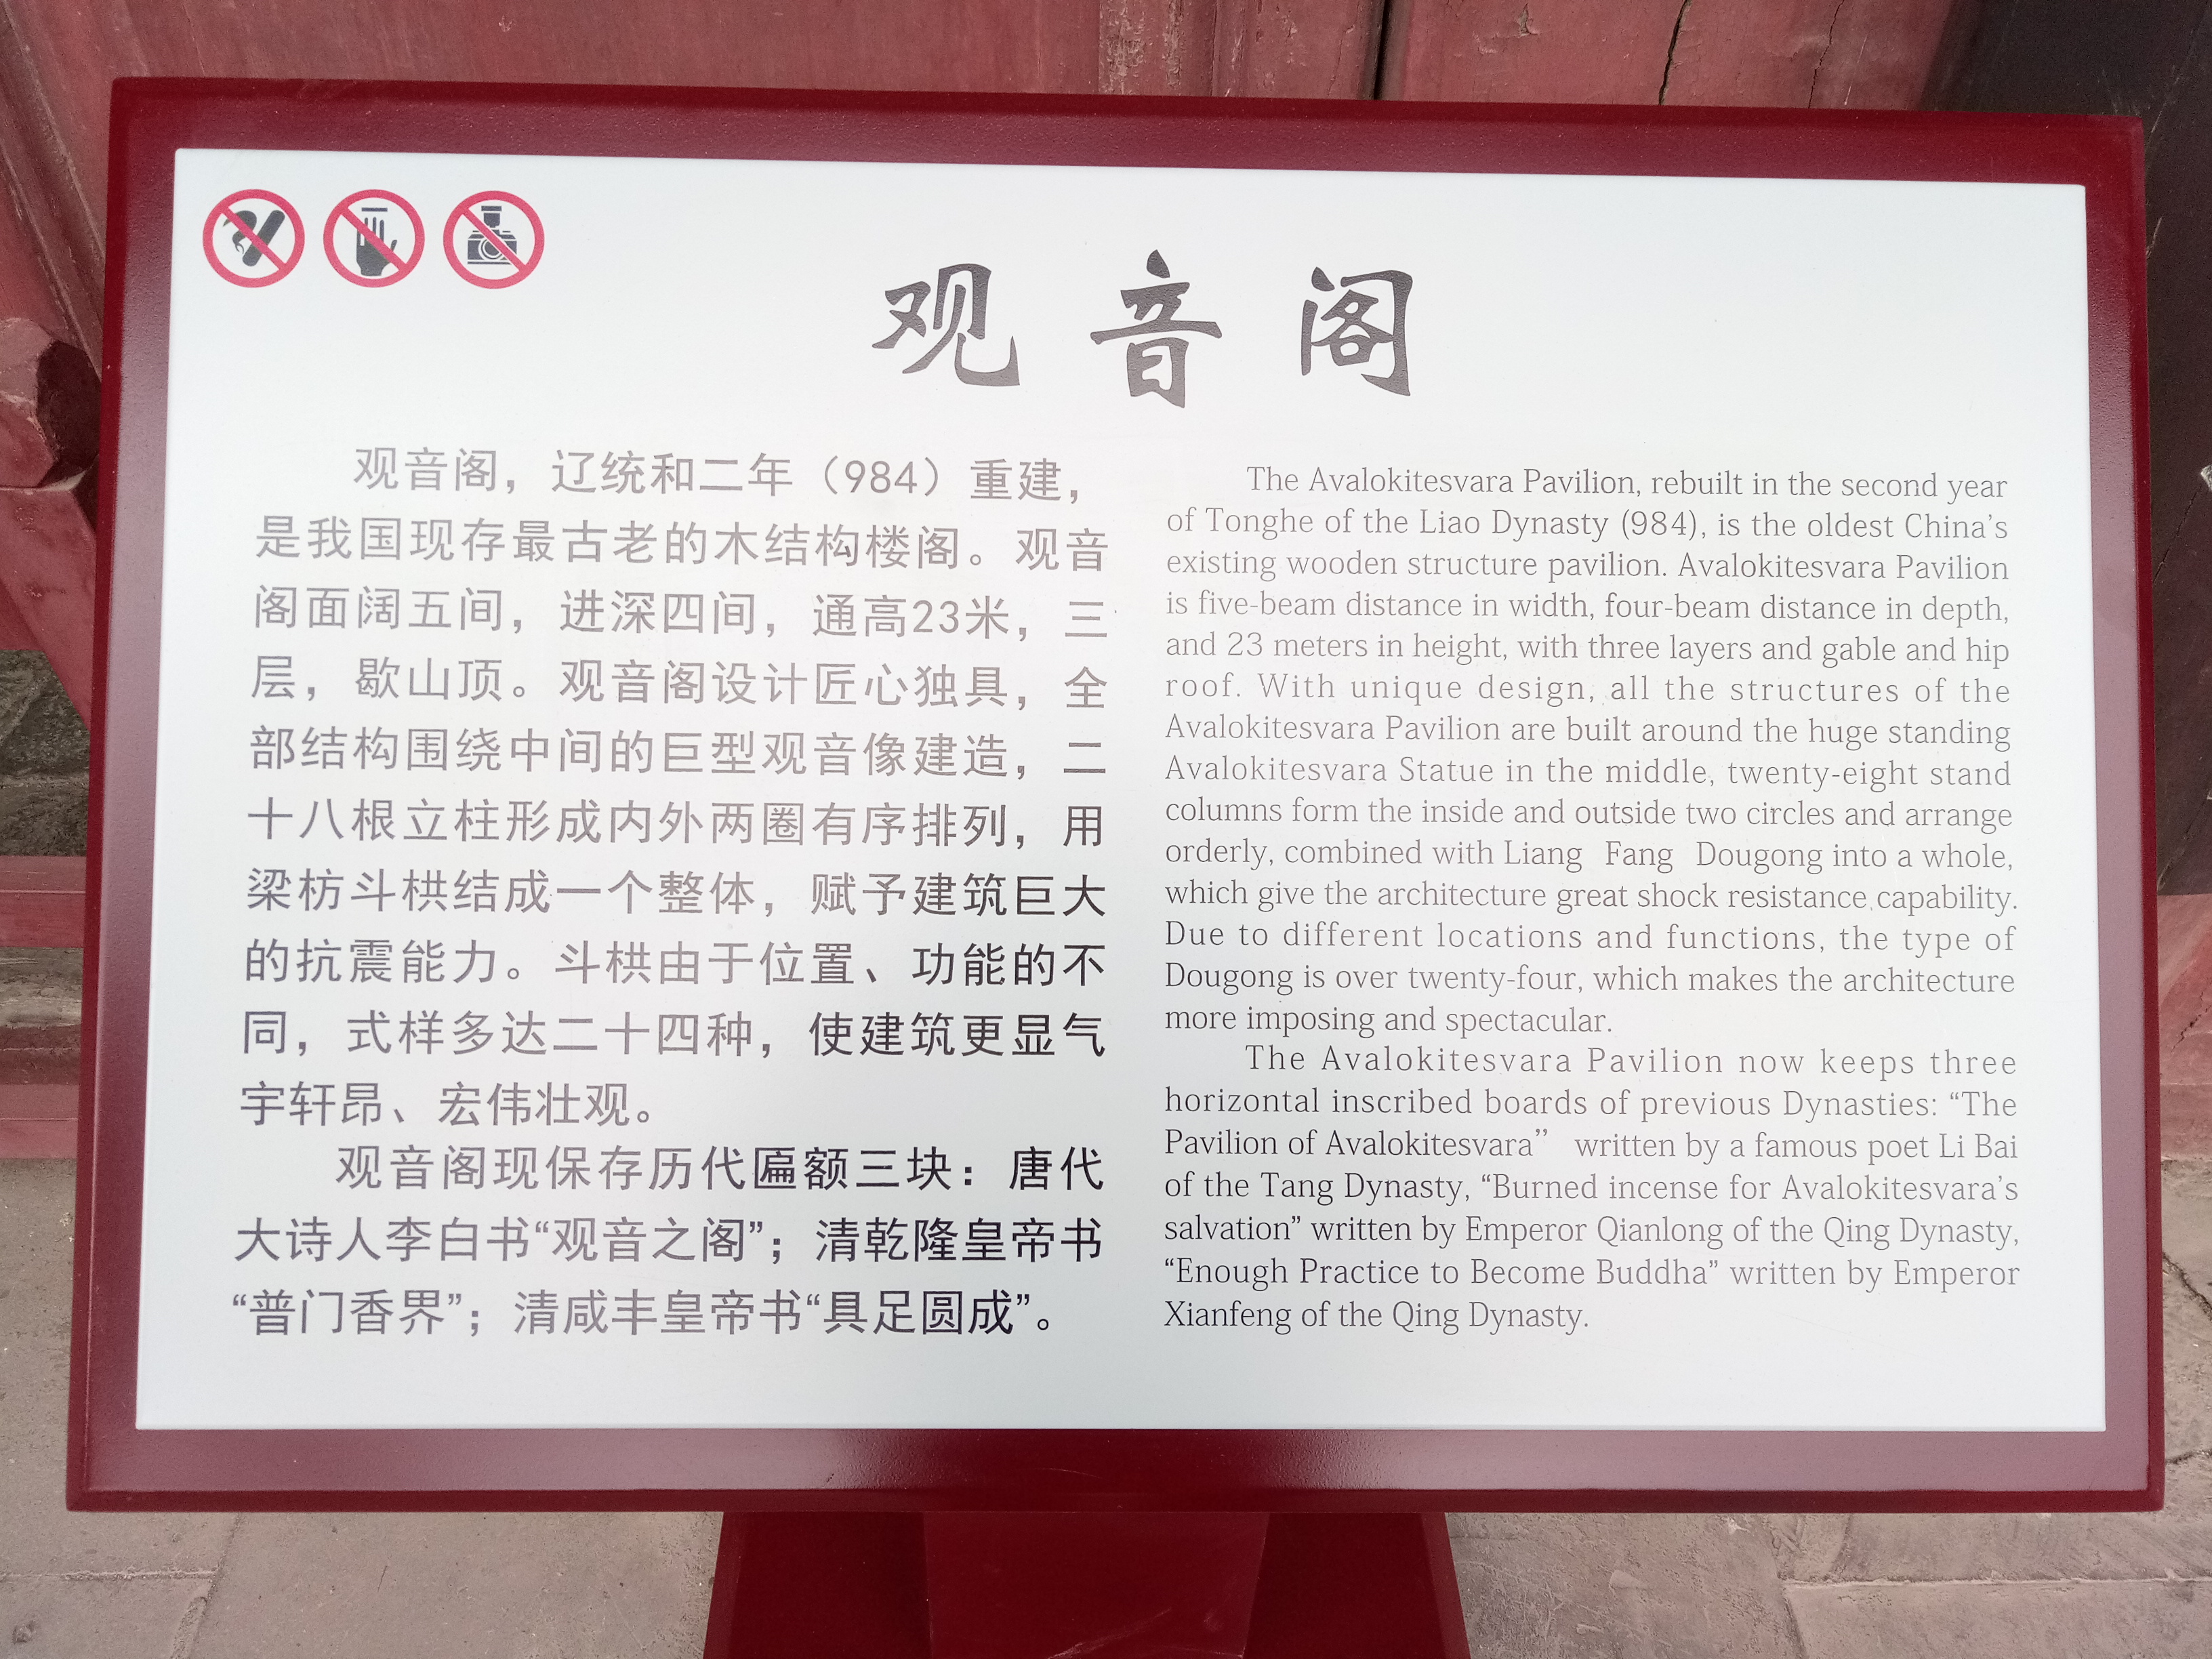 观音阁
观音阁，辽统和二年（984）重建，
是我国现存最古老的木结构楼阁。观音
阁面阔五间，进深四间，通高23米，三
层，歇山顶。观音阁设计匠心独具，全
部结构围绕中间的巨型观音像建造，二
十八根立柱形成内外两圈有序排列，用
梁枋斗栱结成一个整体，赋予建筑巨大
的抗震能力。斗栱由于位置、功能的不
同，式样多达二十四种，使建筑更显气
宇轩昂、宏伟壮观。
观音阁现保存历代匾额三块：唐代
大诗人李白书“观音之阁”；清乾隆皇帝书
“普门香界”；清咸丰皇帝书“具足圆成”。
The Avalokitesvara Pavilion, rebuilt in the second year
of Tonghe of the Liao Dynasty (984), is the oldest China's
existing wooden structure pavilion. Avalokitesvara Pavilion
is five-beam distance in width, four-beam distance in depth,
and 23 meters in height, with three layers and gable and hip
roof. With unique design, all the structures of the
Avalokitesvara Pavilion are built around the huge standing
Avalokitesvara Statue in the middle, twenty-eight stand
columns form the inside and outside two circles and arrange
orderly, combined with Liang Fang Dougong into a whole,
which give the architecture great shock resistance capability.
Due to different locations and functions, the type of
Dougong is over twenty-four, which makes the architecture
more imposing and spectacular.
The Avalokitesvara Pavilion now keeps three
horizontal inscribed boards of previous Dynasties: “The
Pavilion of Avalokitesvara” written by a famous poet Li Bai
of the Tang Dynasty, “Burned incense for Avalokitesvara's
salvation” written by Emperor Qianlong of the Qing Dynasty,
“Enough Practice to Become Buddha” written by Emperor
Xianfeng of the Qing Dynasty.